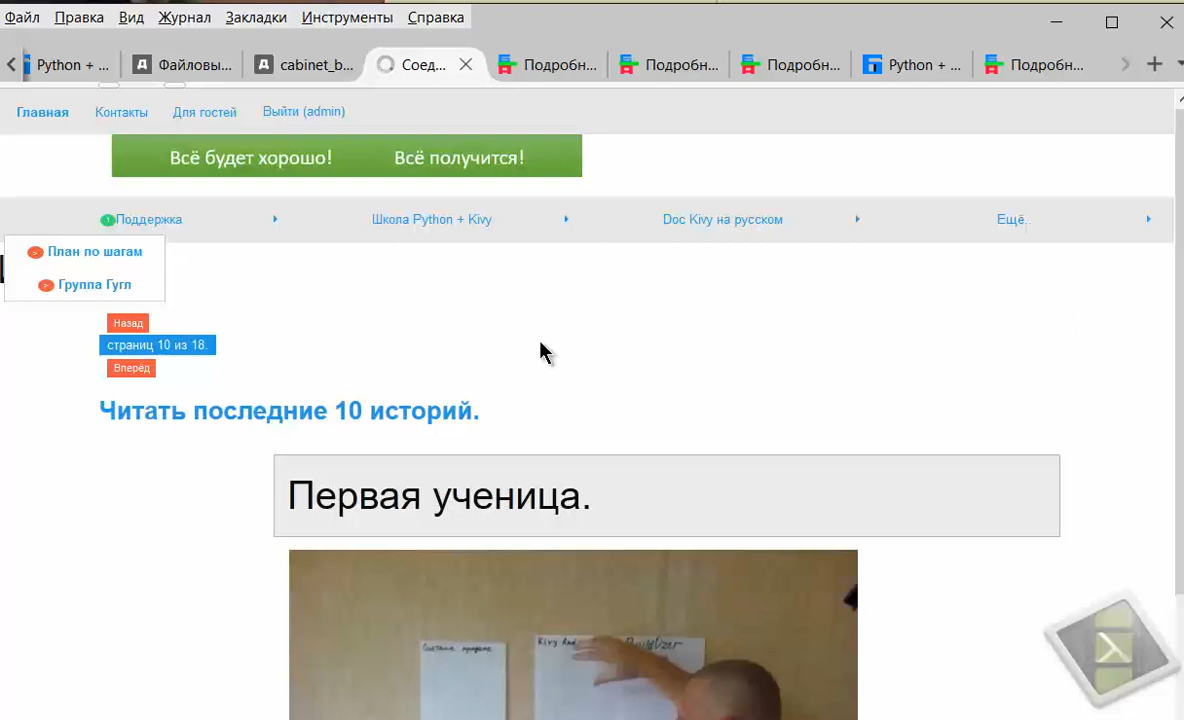 Файл Правка Вид Журнал Закладки Инструменты Справка
Python + ... Файловы... cabinet_b... Соед... Подробн... Подробн... Подробн... Python + ... Подробн...
Главная Контакты Для гостей Выйти (admin)
Всё будет хорошо! Всё получится!
Поддержка Школа Python + Kivy Doc Kivy на русском Ещё..
> План по шагам
> Группа Гугл
Назад
страниц 10 из 18.
Вперёд
Читать последние 10 историй.
Первая ученица.
Kivy